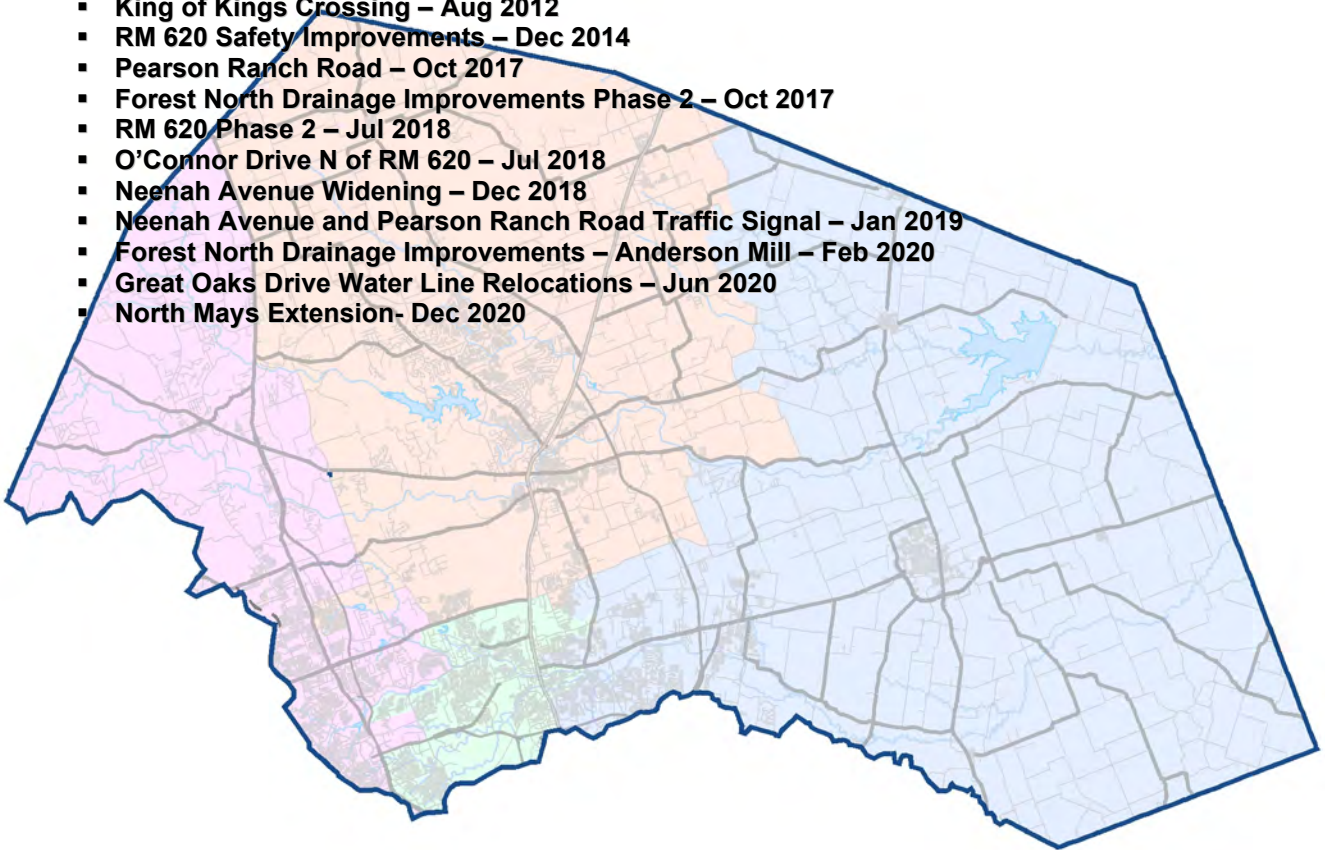 ▪ King of Kings Crossing – Aug 2012
▪ RM 620 Safety Improvements – Dec 2014
▪ Pearson Ranch Road – Oct 2017
▪ Forest North Drainage Improvements Phase 2 – Oct 2017
▪ RM 620 Phase 2 – Jul 2018
▪ O’Connor Drive N of RM 620 – Jul 2018
▪ Neenah Avenue Widening – Dec 2018
▪ Neenah Avenue and Pearson Ranch Road Traffic Signal – Jan 2019
▪ Forest North Drainage Improvements – Anderson Mill – Feb 2020
▪ Great Oaks Drive Water Line Relocations – Jun 2020
▪ North Mays Extension- Dec 2020